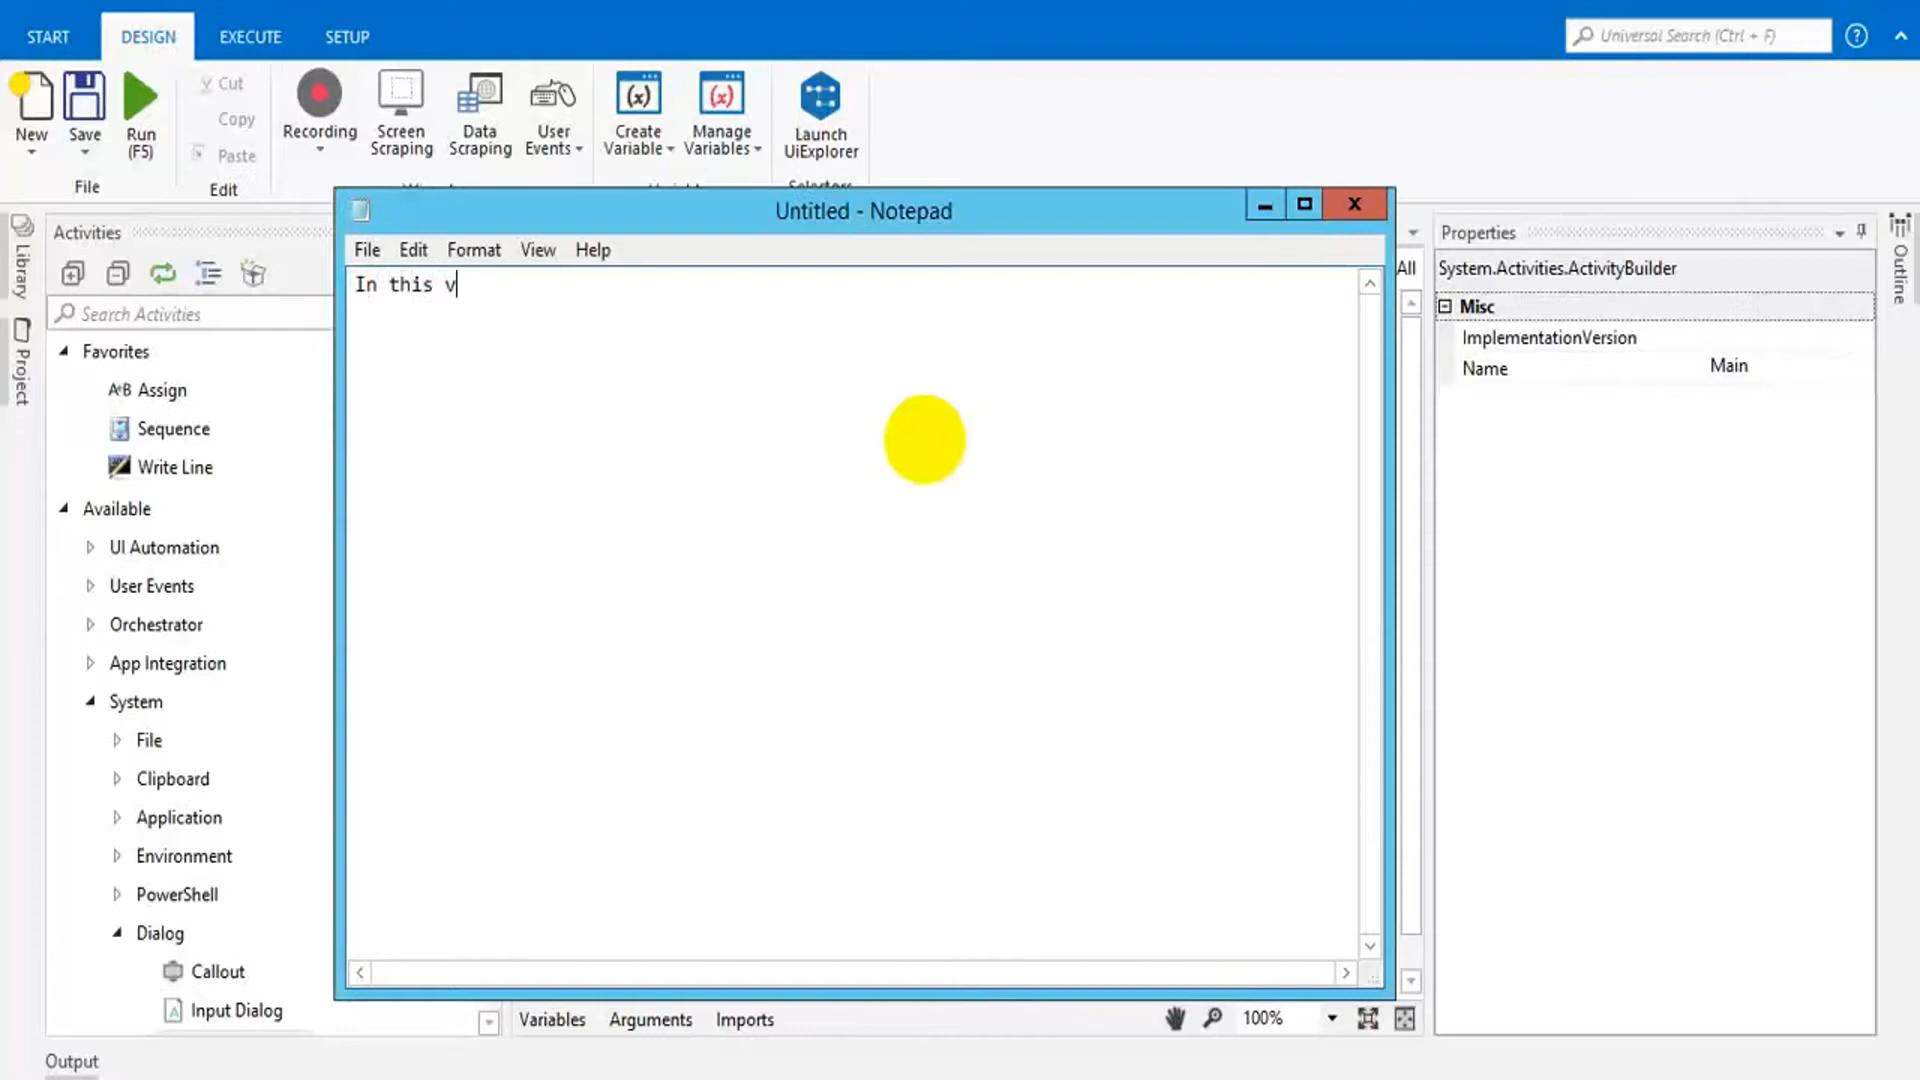 START DESIGN EXECUTE SETUP Universal Search (Ctrl + F)
Cut
Copy
Paste
New Save Run (F5)
Recording Screen Scraping Data Scraping User Events
Create Variable Manage Variables Launch UiExplorer
File Edit
Untitled - Notepad
File Edit Format View Help
In this v
Library
Project
Activities
Search Activities
Favorites
A+B Assign
Sequence
Write Line
Available
UI Automation
User Events
Orchestrator
App Integration
System
File
Clipboard
Application
Environment
PowerShell
Dialog
Callout
Input Dialog
All
Properties
System.Activities.ActivityBuilder
Misc
ImplementationVersion
Name Main
Outline
Variables Arguments Imports 100%
Output